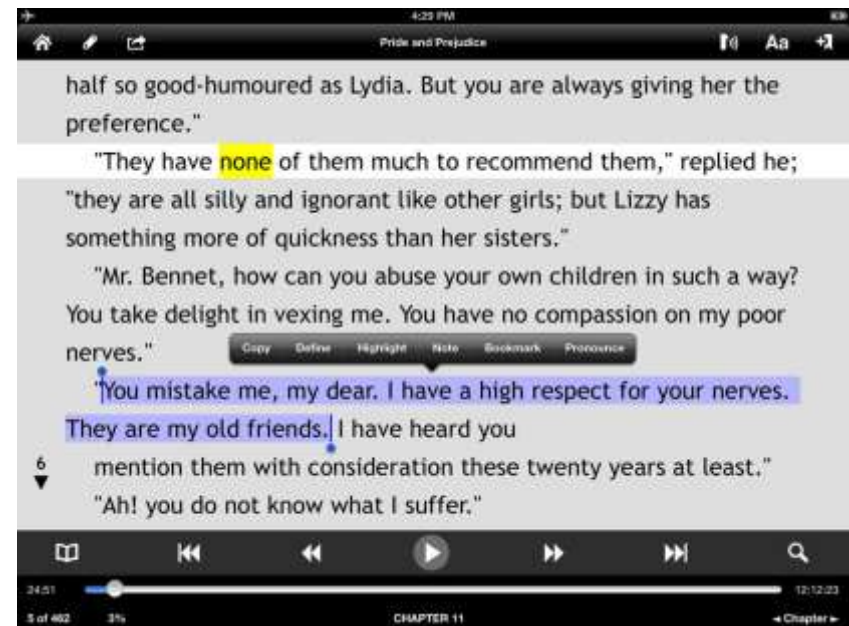 4:29 PM
Pride and Prejudice
Aa
half so good-humoured as Lydia. But you are always giving her the
preference."
"They have none of them much to recommend them," replied he;
"they are all silly and ignorant like other girls; but Lizzy has
something more of quickness than her sisters."
"Mr. Bennet, how can you abuse your own children in such a way?
You take delight in vexing me. You have no compassion on my poor
nerves."
Copy Define Highlight Note Bookmark Pronounce
"You mistake me, my dear. I have a high respect for your nerves.
They are my old friends. I have heard you
6
mention them with consideration these twenty years at least."
"Ah! you do not know what I suffer."
24:51 12:12:23
5 of 462 3% CHAPTER 11 Chapter